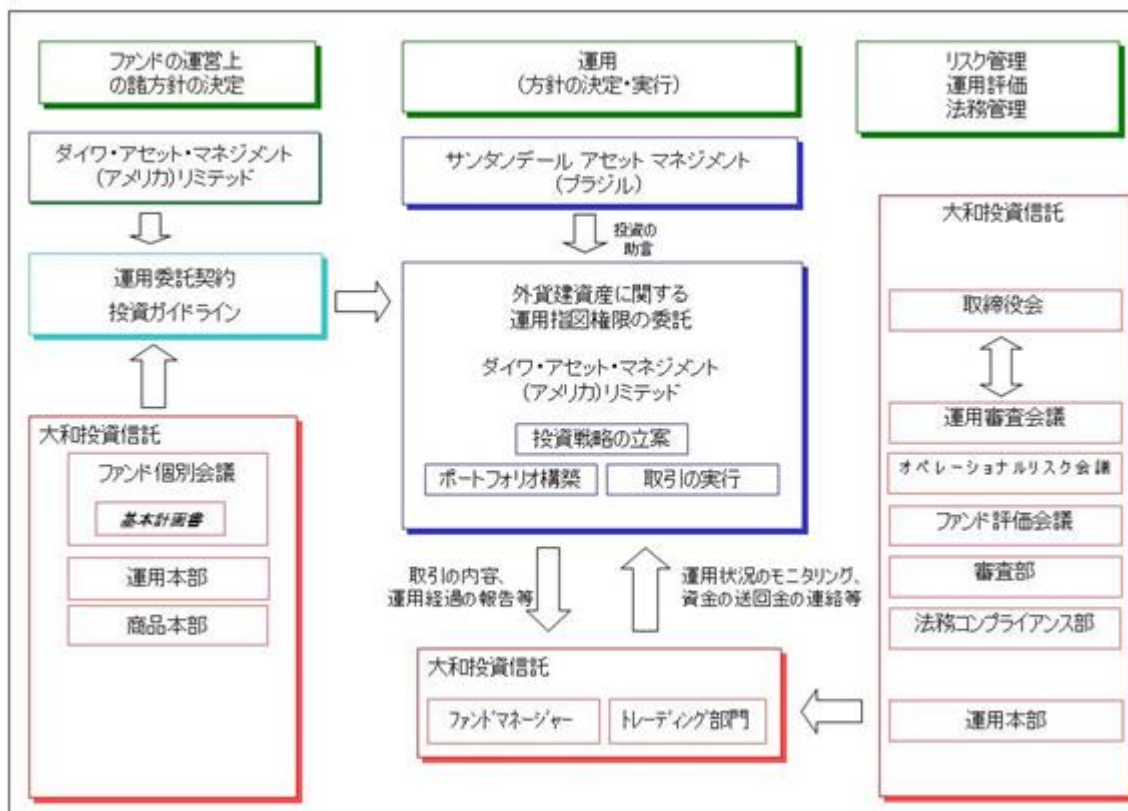 ファンドの運営上
の諸方針の決定
ダイワ・アセット・マネジメント
(アメリカ)リミテッド
運用委託契約
投資ガイドライン
大和投資信託
ファンド個別会議
基本計画書
運用本部
商品本部
運用
(方針の決定・実行)
サンタンデール アセット マネジメント
(ブラジル)
投資の
助言
外貨建資産に関する
運用指図権限の委託
ダイワ・アセット・マネジメント
(アメリカ)リミテッド
投資戦略の立案
ポートフォリオ構築
取引の実行
取引の内容、
運用経過の報告等
運用状況のモニタリング、
資金の送回金の連絡等
大和投資信託
ファンドマネージャー
トレーディング部門
リスク管理
運用評価
法務管理
大和投資信託
取締役会
運用審査会議
オペレーショナルリスク会議
ファンド評価会議
審査部
法務コンプライアンス部
運用本部